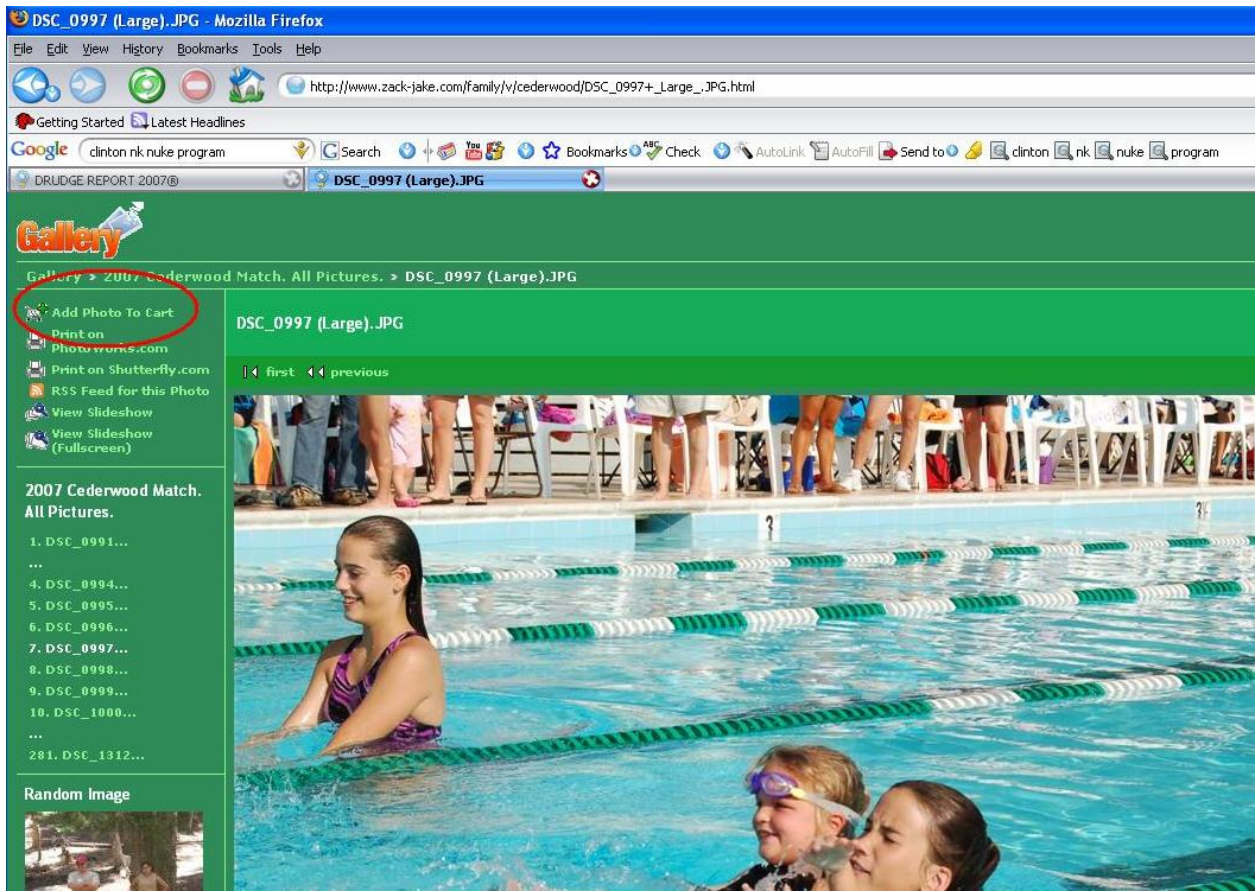 DSC_0997 (Large).JPG - Mozilla Firefox
File Edit View History Bookmarks Tools Help
http://www.zack-jake.com/family/v/cederwood/DSC_0997+_Large_.JPG.html
Getting Started Latest Headlines
Google clinton nk nuke program Search You Bookmarks ABC Check AutoLink AutoFill Send to clinton nk nuke program
DRUDGE REPORT 2007® DSC_0997 (Large).JPG
Gallery
Gallery » 2007 Cederwood Match. All Pictures. » DSC_0997 (Large).JPG
Add Photo To Cart
Print on
PhotoWorks.com
Print on Shutterfly.com
RSS Feed for this Photo
View Slideshow
View Slideshow
(Fullscreen)
DSC_0997 (Large).JPG
first previous
2007 Cederwood Match.
All Pictures.
1. DSC_0991...
...
4. DSC_0994...
5. DSC_0995...
6. DSC_0996...
7. DSC_0997...
8. DSC_0998...
9. DSC_0999...
10. DSC_1000...
...
281. DSC_1312...
Random Image
3